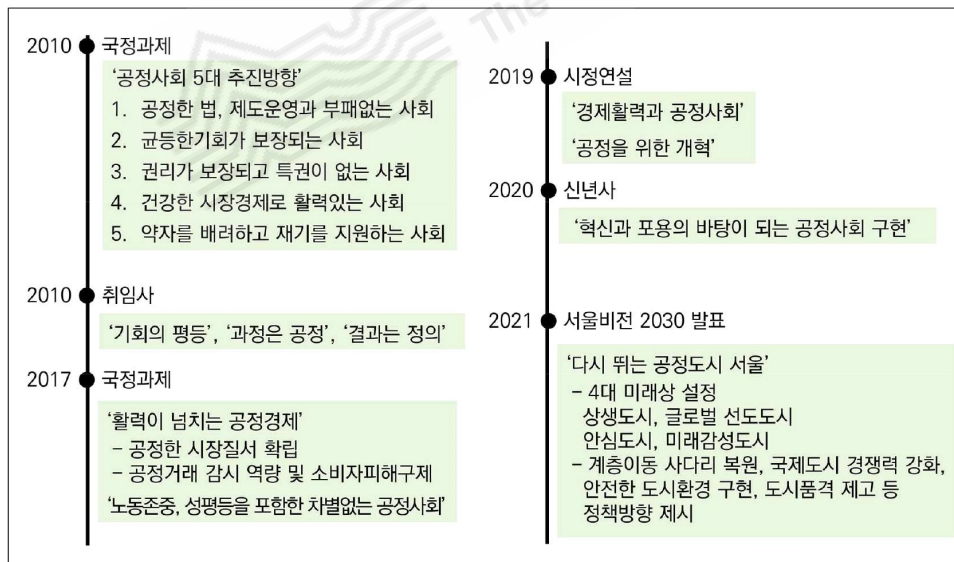 The
2010 국정과제
'공정사회 5대 추진방향'
1. 공정한 법, 제도운영과 부패없는 사회
2. 균등한기회가 보장되는 사회
3. 권리가 보장되고 특권이 없는 사회
4. 건강한 시장경제로 활력있는 사회
5. 약자를 배려하고 재기를 지원하는 사회
2010 취임사
'기회의 평등', '과정은 공정', '결과는 정의'
2017 국정과제
'활력이 넘치는 공정경제'
– 공정한 시장질서 확립
– 공정거래 감시 역량 및 소비자피해구제
'노동존중, 성평등을 포함한 차별없는 공정사회'
2019 시정연설
'경제활력과 공정사회'
'공정을 위한 개혁'
2020 신년사
'혁신과 포용의 바탕이 되는 공정사회 구현'
2021 서울비전 2030 발표
'다시 뛰는 공정도시 서울'
– 4대 미래상 설정
상생도시, 글로벌 선도도시
안심도시, 미래감성도시
– 계층이동 사다리 복원, 국제도시 경쟁력 강화,
안전한 도시환경 구현, 도시품격 제고 등
정책방향 제시